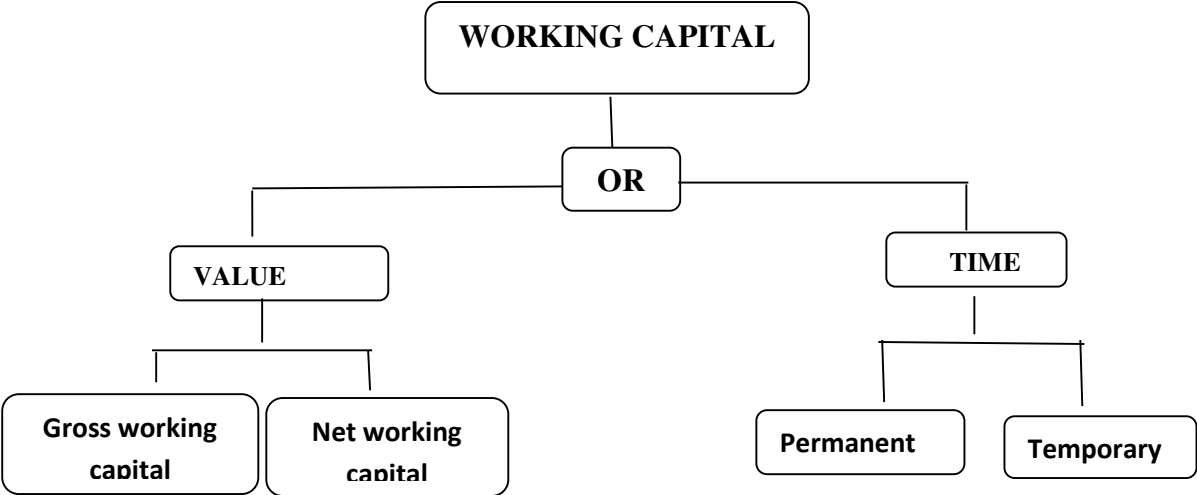 WORKING CAPITAL
OR
VALUE
TIME
Gross working
capital
Net working
capital
Permanent
Temporary